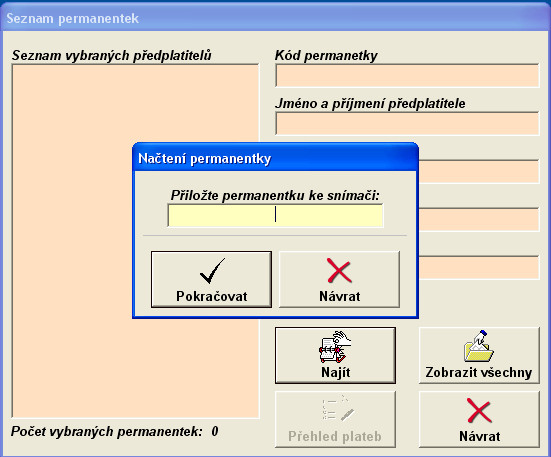 Seznam permanentek
Seznam vybraných předplatitelů
Kód permanetky
Jméno a příjmení předplatitele
Načtení permanentky
Přiložte permanentku ke snímači:
Pokračovat
Návrat
Najít
Zobrazit všechny
Přehled plateb
Návrat
Počet vybraných permanentek: 0